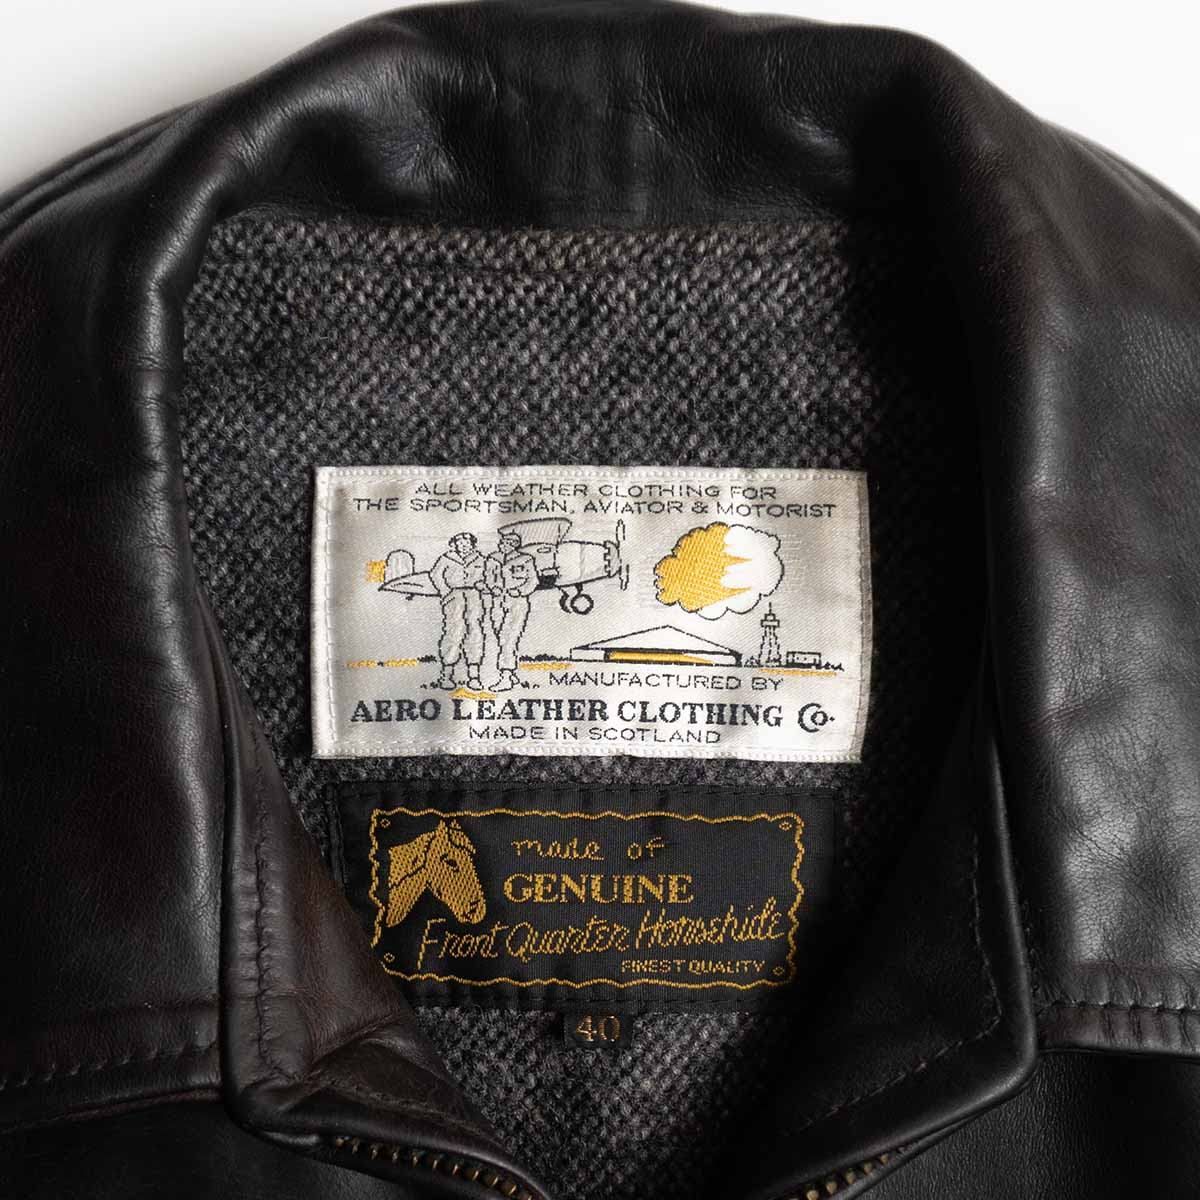 ALL WEATHER CLOTHING FOR
THE SPORTSMAN, AVIATOR & MOTORIST
MANUFACTURED BY
AERO LEATHER CLOTHING Co.
MADE IN SCOTLAND
made of
GENUINE
Front Quarter Horsehide
FINEST QUALITY
40